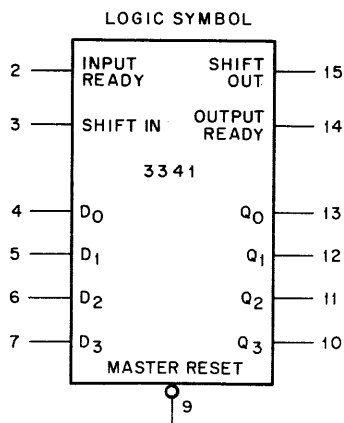 LOGIC SYMBOL
2 INPUT READY SHIFT OUT 15
3 SHIFT IN OUTPUT READY 14
3341
4 D0 Q0 13
5 D1 Q1 12
6 D2 Q2 11
7 D3 Q3 10
MASTER RESET
9